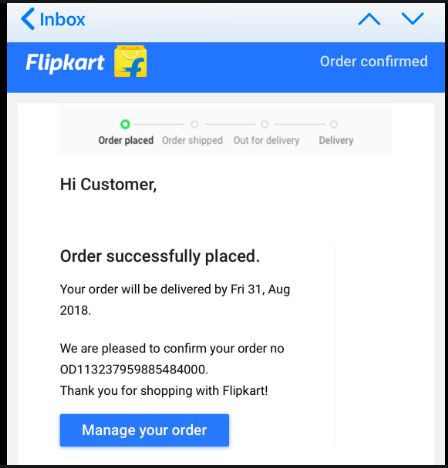 Inbox
Flipkart
Order confirmed
Order placed Order shipped Out for delivery Delivery
Hi Customer,
Order successfully placed.
Your order will be delivered by Fri 31, Aug
2018.
We are pleased to confirm your order no
OD113237959885484000.
Thank you for shopping with Flipkart!
Manage your order